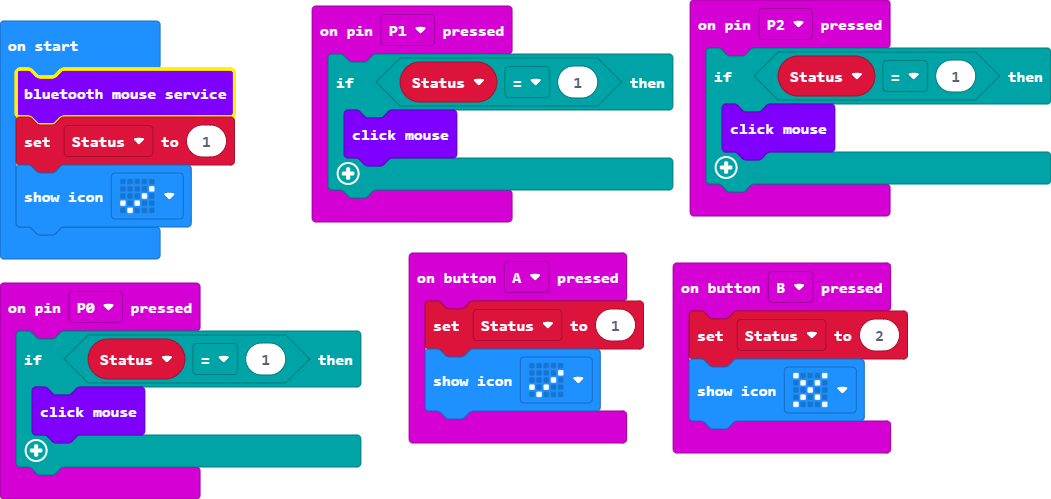 on start
bluetooth mouse service
set Status to 1
show icon
on pin P1 pressed
if Status = 1 then
click mouse
on pin P2 pressed
if Status = 1 then
click mouse
on pin P0 pressed
if Status = 1 then
click mouse
on button A pressed
set Status to 1
show icon
on button B pressed
set Status to 2
show icon